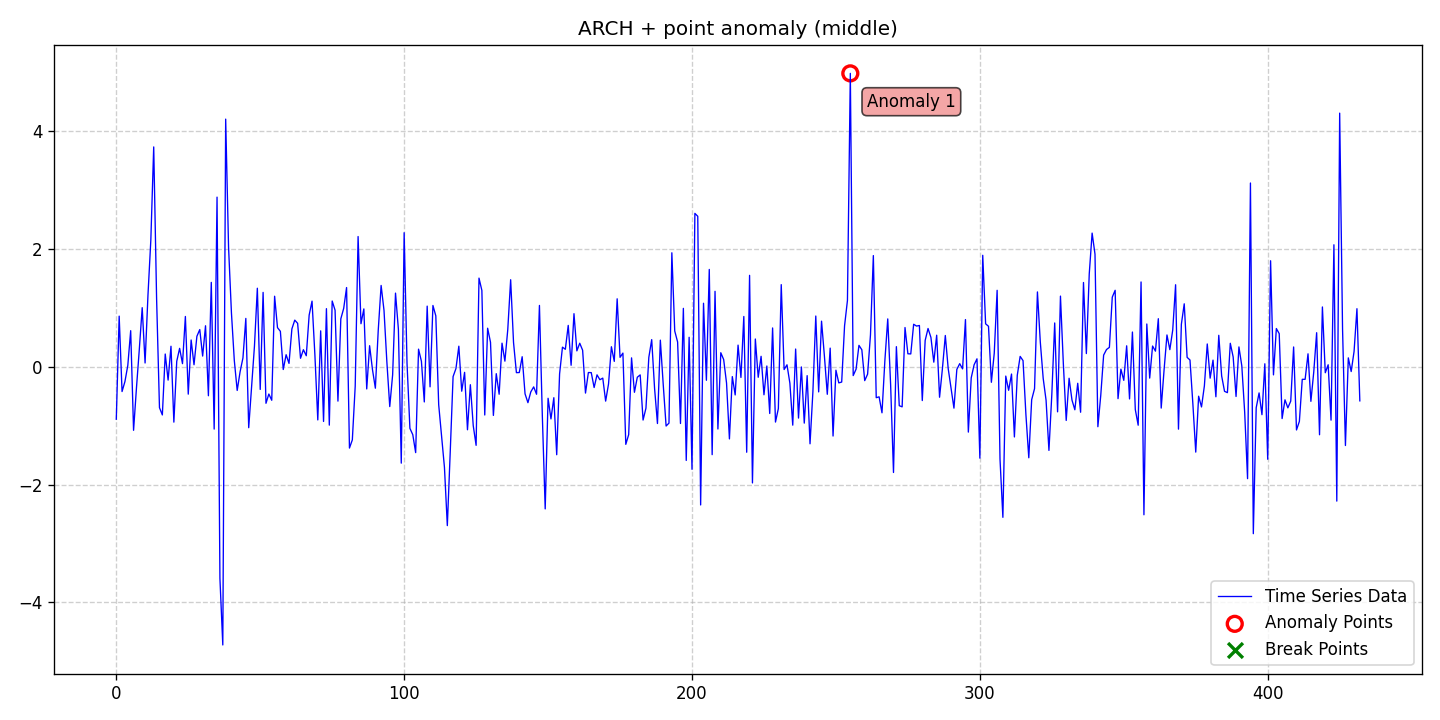 ARCH + point anomaly (middle)
Anomaly 1
4
2
0
−2
−4
0
100
200
300
400
Time Series Data
Anomaly Points
Break Points